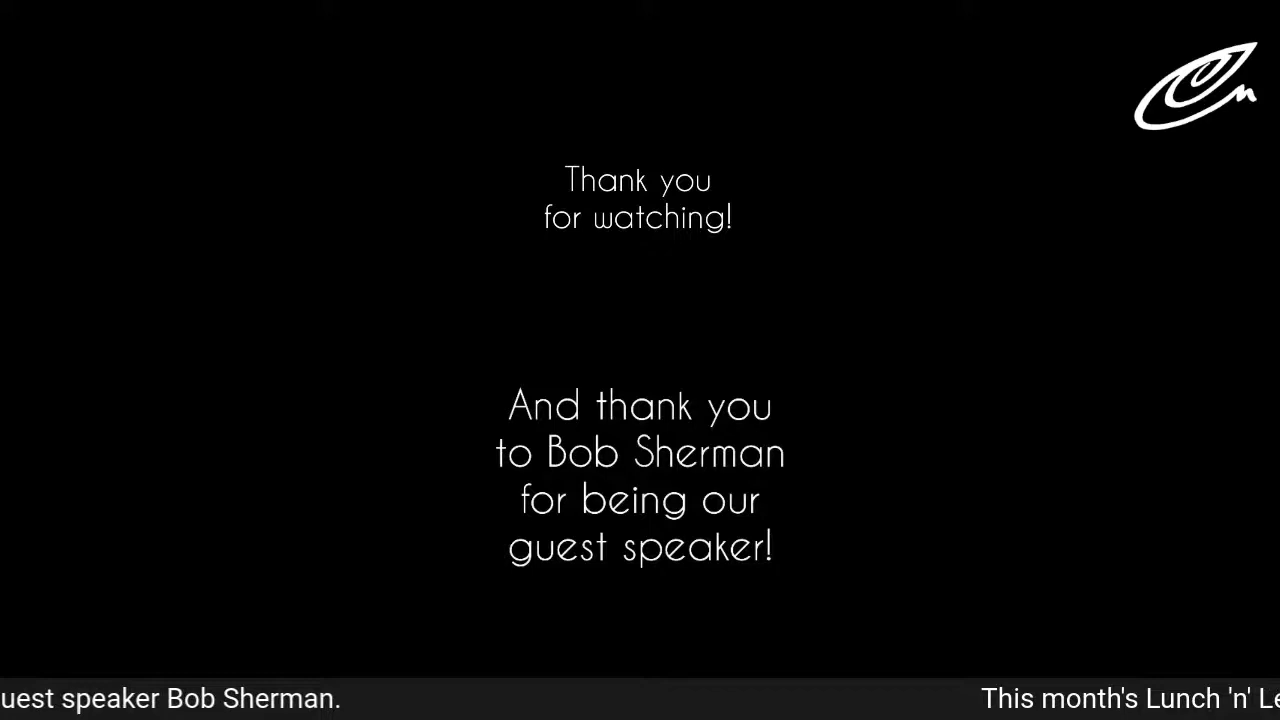 Thank you
for watching!
And thank you
to Bob Sherman
for being our
guest speaker!
uest speaker Bob Sherman.
This month's Lunch 'n' Le